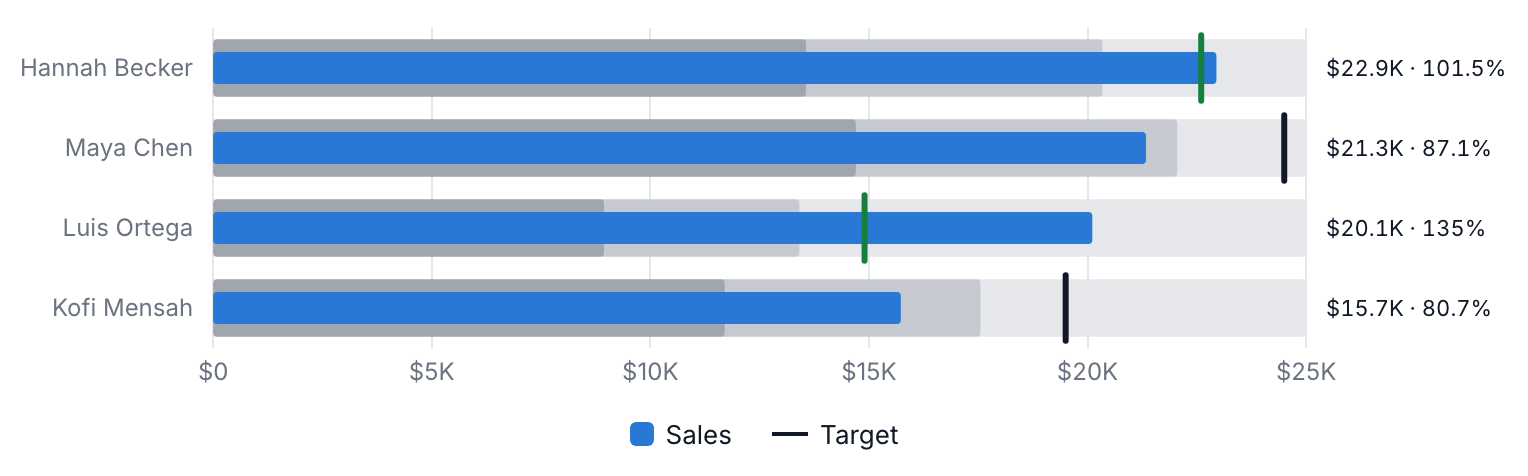 Hannah Becker $22.9K · 101.5%
Maya Chen $21.3K · 87.1%
Luis Ortega $20.1K · 135%
Kofi Mensah $15.7K · 80.7%
$0 $5K $10K $15K $20K $25K
Sales Target